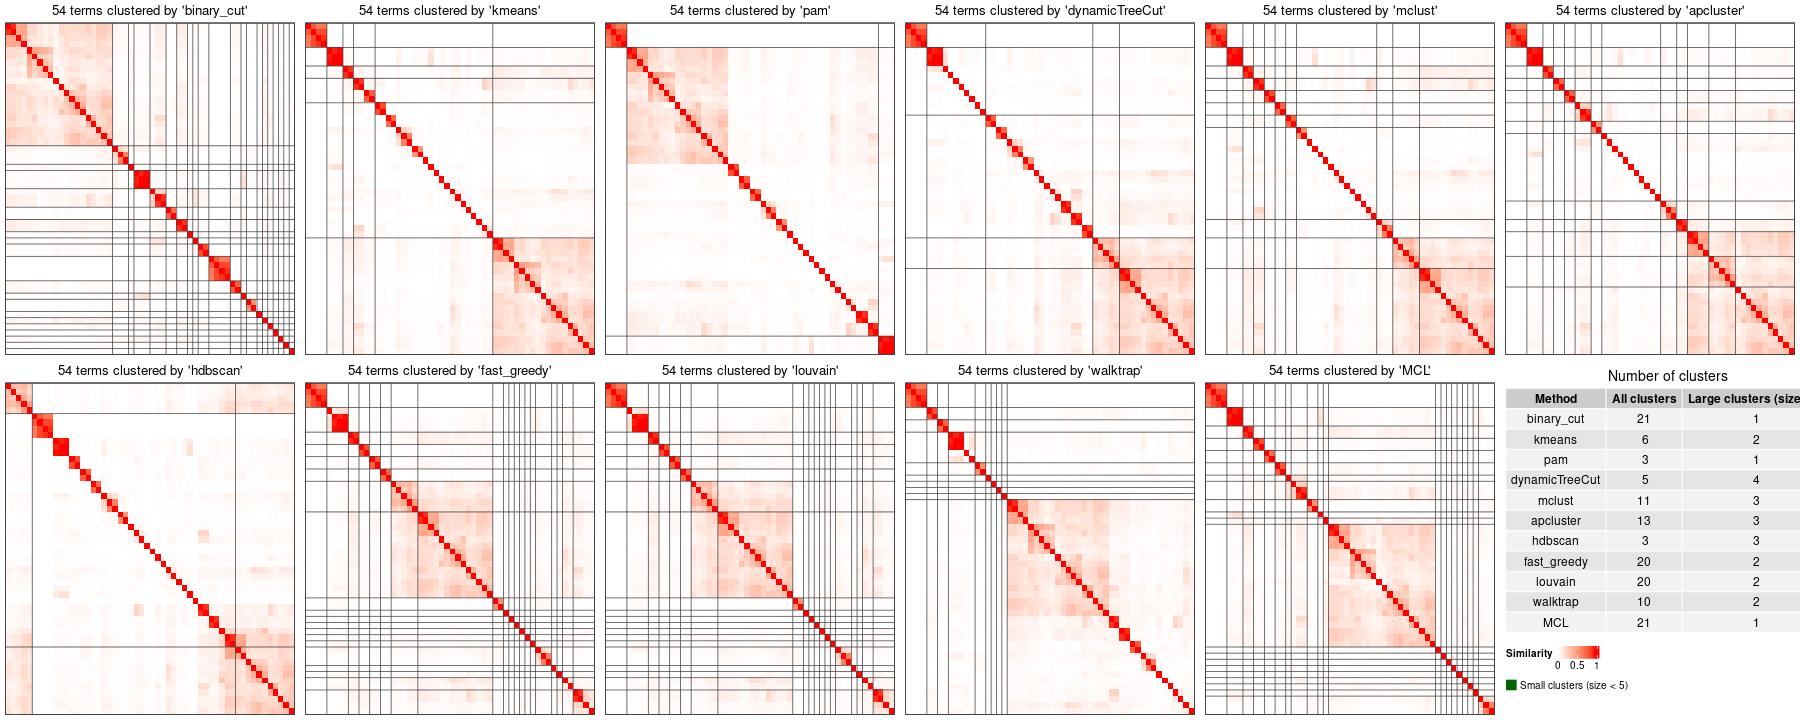 54 terms clustered by 'binary_cut'
54 terms clustered by 'kmeans'
54 terms clustered by 'pam'
54 terms clustered by 'dynamicTreeCut'
54 terms clustered by 'mclust'
54 terms clustered by 'apcluster'
54 terms clustered by 'hdbscan'
54 terms clustered by 'fast_greedy'
54 terms clustered by 'louvain'
54 terms clustered by 'walktrap'
54 terms clustered by 'MCL'
Number of clusters
Method All clusters Large clusters (size
binary_cut 21 1
kmeans 6 2
pam 3 1
dynamicTreeCut 5 4
mclust 11 3
apcluster 13 3
hdbscan 3 3
fast_greedy 20 2
louvain 20 2
walktrap 10 2
MCL 21 1
Similarity
0 0.5 1
Small clusters (size < 5)